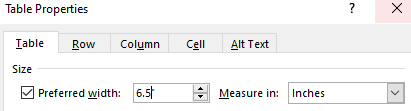 Table Properties ? ×
Table Row Column Cell Alt Text
Size
Preferred width: 6.5" Measure in: Inches